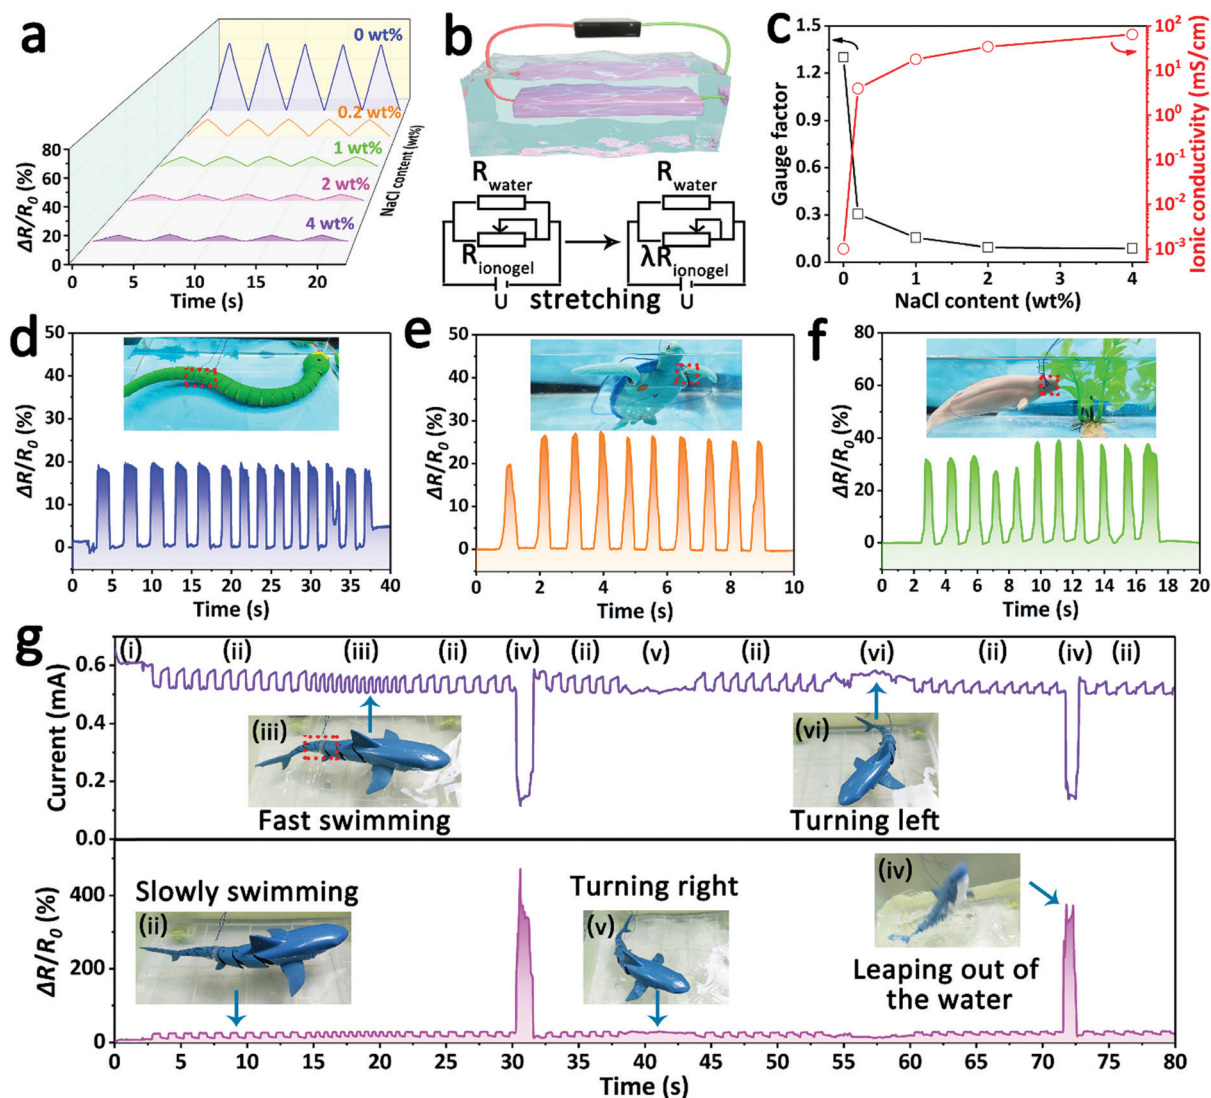 a
0 wt%
0.2 wt%
1 wt%
2 wt%
4 wt%
NaCl content (wt%)
ΔR/R0 (%)
80
60
40
20
0
0 5 10 15 20
Time (s)
b
Rwater
Rionogel
U
stretching
Rwater
λRionogel
U
c
Gauge factor
1.5
1.2
0.9
0.6
0.3
0.0
0 1 2 3 4
NaCl content (wt%)
10^2
10^1
10^0
10^-1
10^-2
10^-3
Ionic conductivity (mS/cm)
d
ΔR/R0 (%)
50
40
30
20
10
0
0 5 10 15 20 25 30 35 40
Time (s)
e
ΔR/R0 (%)
50
40
30
20
10
0
0 2 4 6 8 10
Time (s)
f
ΔR/R0 (%)
80
60
40
20
0
0 2 4 6 8 10 12 14 16 18 20
Time (s)
g
(i) (ii) (iii) (ii) (iv) (ii) (v) (ii) (vi) (ii) (iv) (ii)
Current (mA)
0.6
0.4
0.2
0.0
(iii)
Fast swimming
(vi)
Turning left
ΔR/R0 (%)
400
200
0
Slowly swimming
(ii)
Turning right
(v)
(iv)
Leaping out of
the water
0 5 10 15 20 25 30 35 40 45 50 55 60 65 70 75 80
Time (s)